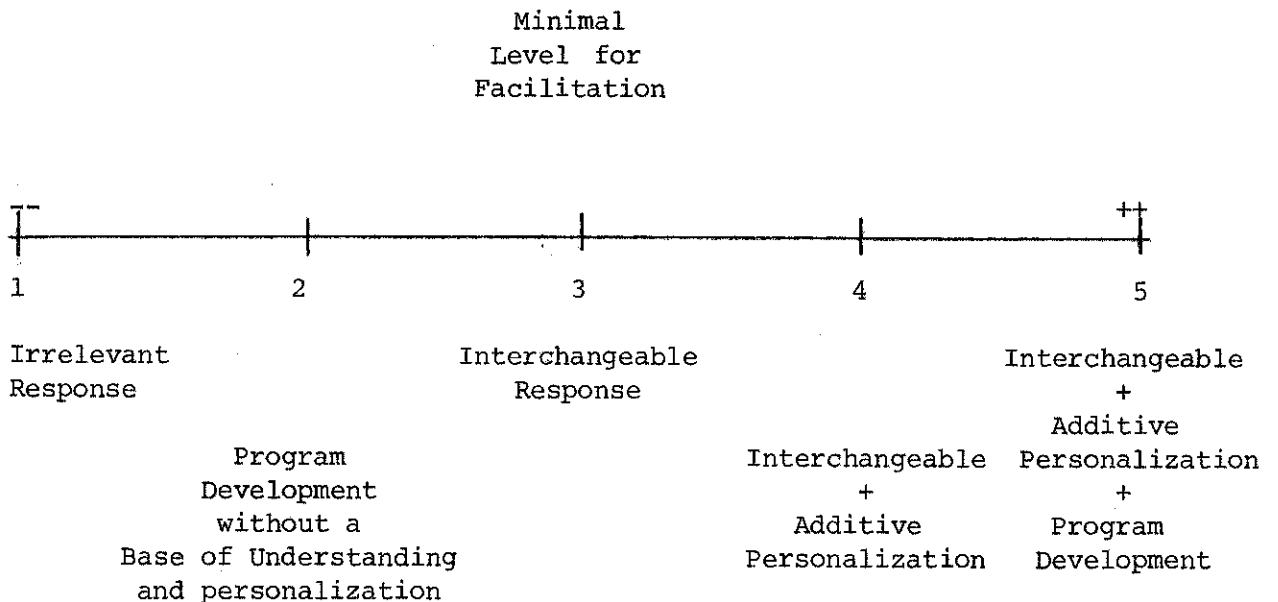 Minimal
Level for
Facilitation
-- ++
1 2 3 4 5
Irrelevant
Response
Interchangeable
Response
Interchangeable
+
Additive
Personalization
+
Program
Development
Program
Development
without a
Base of Understanding
and personalization
Interchangeable
+
Additive
Personalization